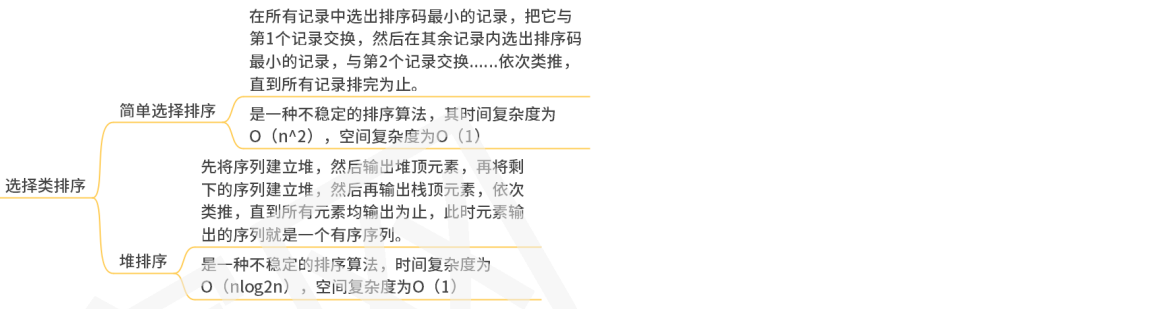 在所有记录中选出排序码最小的记录，把它与
第1个记录交换，然后在其余记录内选出排序码
最小的记录，与第2个记录交换......依次类推，
直到所有记录排完为止。
简单选择排序
是一种不稳定的排序算法，其时间复杂度为
O（n^2），空间复杂度为O（1）
选择类排序
先将序列建立堆，然后输出堆顶元素，再将剩
下的序列建立堆，然后再输出栈顶元素，依次
类推，直到所有元素均输出为止，此时元素输
出的序列就是一个有序序列。
堆排序
是一种不稳定的排序算法，时间复杂度为
O（nlog2n），空间复杂度为O（1）